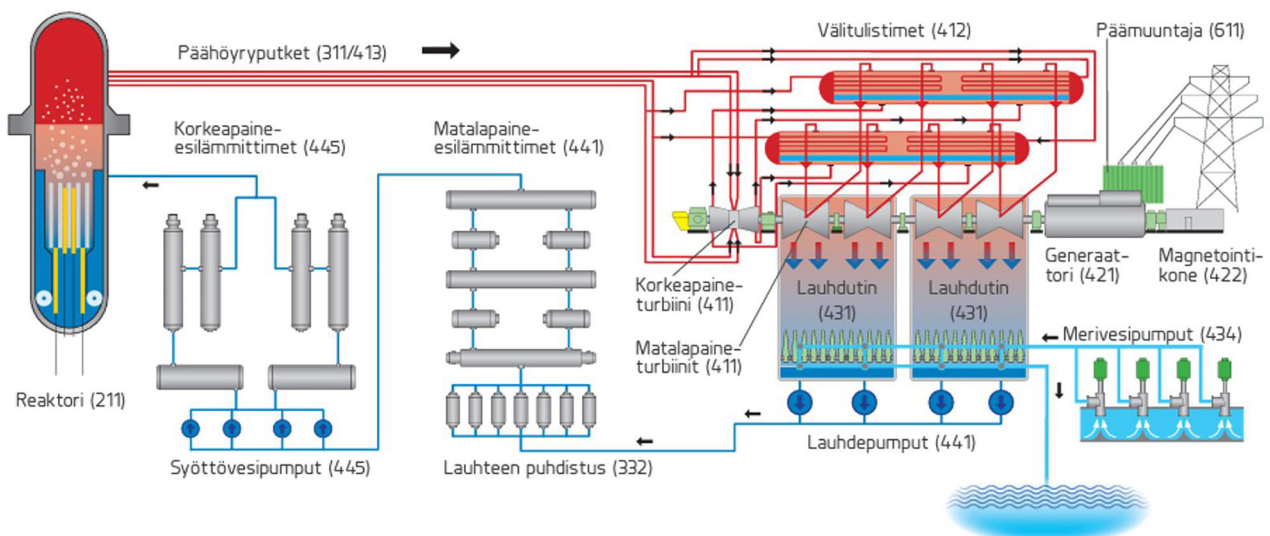 Päähöyryputket (311/413)
Välitulistimet (412)
Päämuuntaja (611)
Korkeapaine-
esilämmittimet (445)
Matalapaine-
esilämmittimet (441)
Korkeapaine-
turbiini (411)
Lauhdutin
(431)
Lauhdutin
(431)
Generaat-
tori (421)
Magnetointi-
kone (422)
Matalapaine-
turbiinit (411)
Merivesipumput (434)
Reaktori (211)
Syöttövesipumput (445)
Lauhteen puhdistus (332)
Lauhdepumput (441)